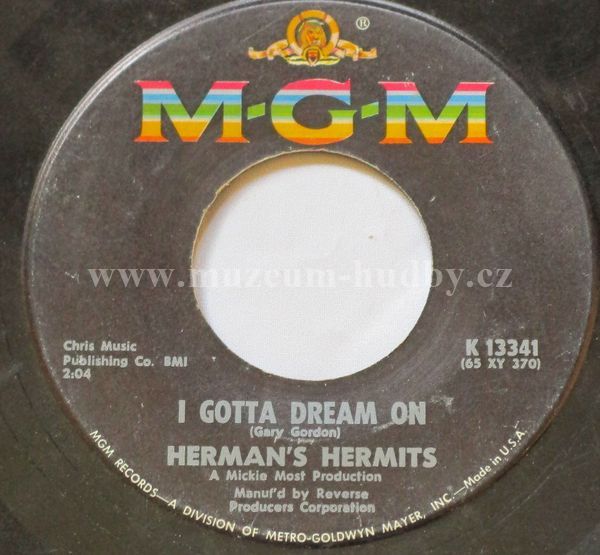 ®
M-G-M
www.muzeum-hudby.cz
Chris Music
Publishing Co. BMI
2:04
K 13341
(65 XY 370)
I GOTTA DREAM ON
(Gary Gordon)
HERMAN'S HERMITS
A Mickie Most Production
Manuf'd by Reverse
Producers Corporation
MGM RECORDS—A DIVISION OF METRO-GOLDWYN MAYER, INC.—Made in U.S.A.